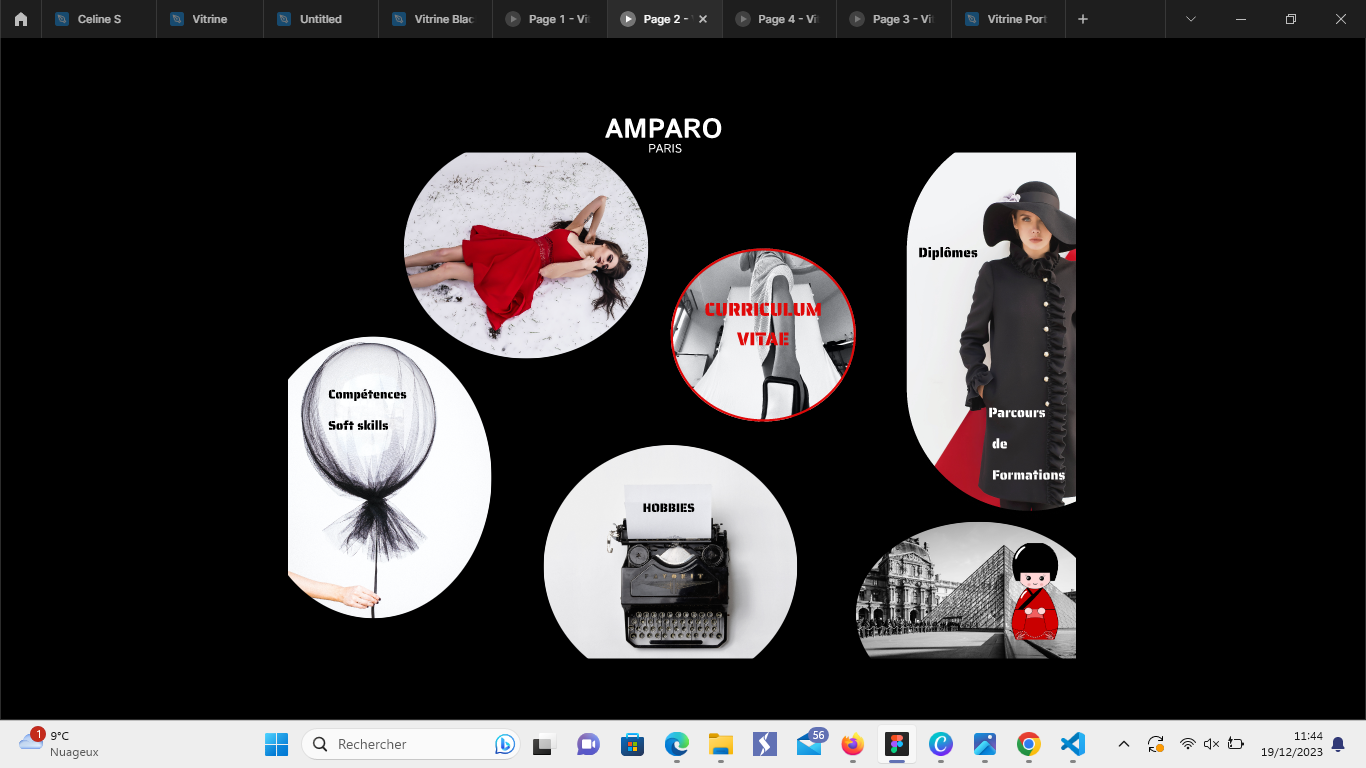 Celine S
Vitrine
Untitled
Vitrine Blac
Page 1 - Vi
Page 2 -
Page 4 - Vi
Page 3 - Vi
Vitrine Port
AMPARO
PARIS
Diplômes
CURRICULUM
VITAE
Compétences
Soft skills
Parcours
de
Formations
HOBBIES
1
9°C
Nuageux
Rechercher
56
11:44
19/12/2023